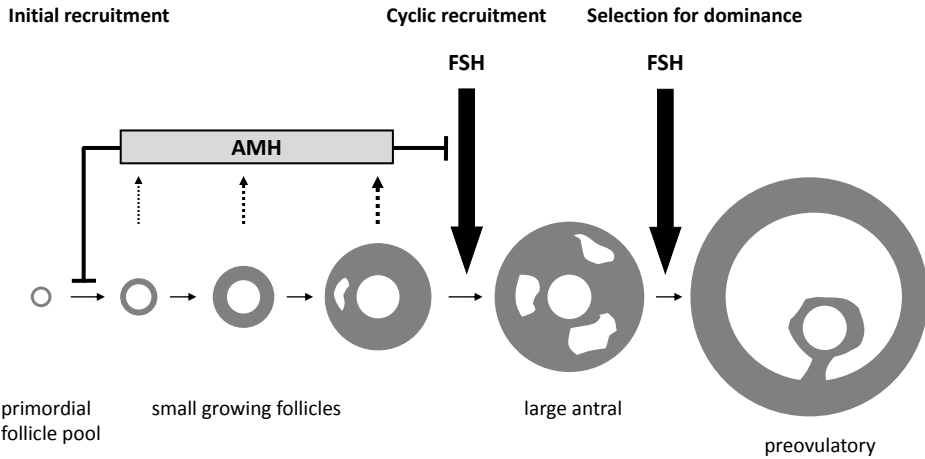 Initial recruitment
Cyclic recruitment
Selection for dominance
FSH
FSH
AMH
primordial
follicle pool
small growing follicles
large antral
preovulatory